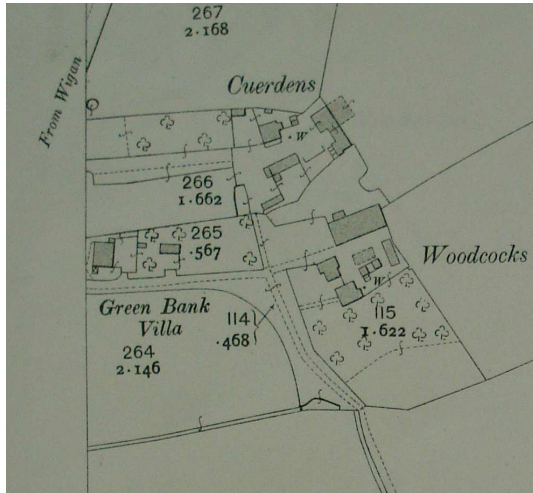 267
2·168
Cuerdens
From Wigan
W
266
1.662
265
.567
Woodcocks
W
Green Bank
Villa
114
.468
115
1.622
264
2.146